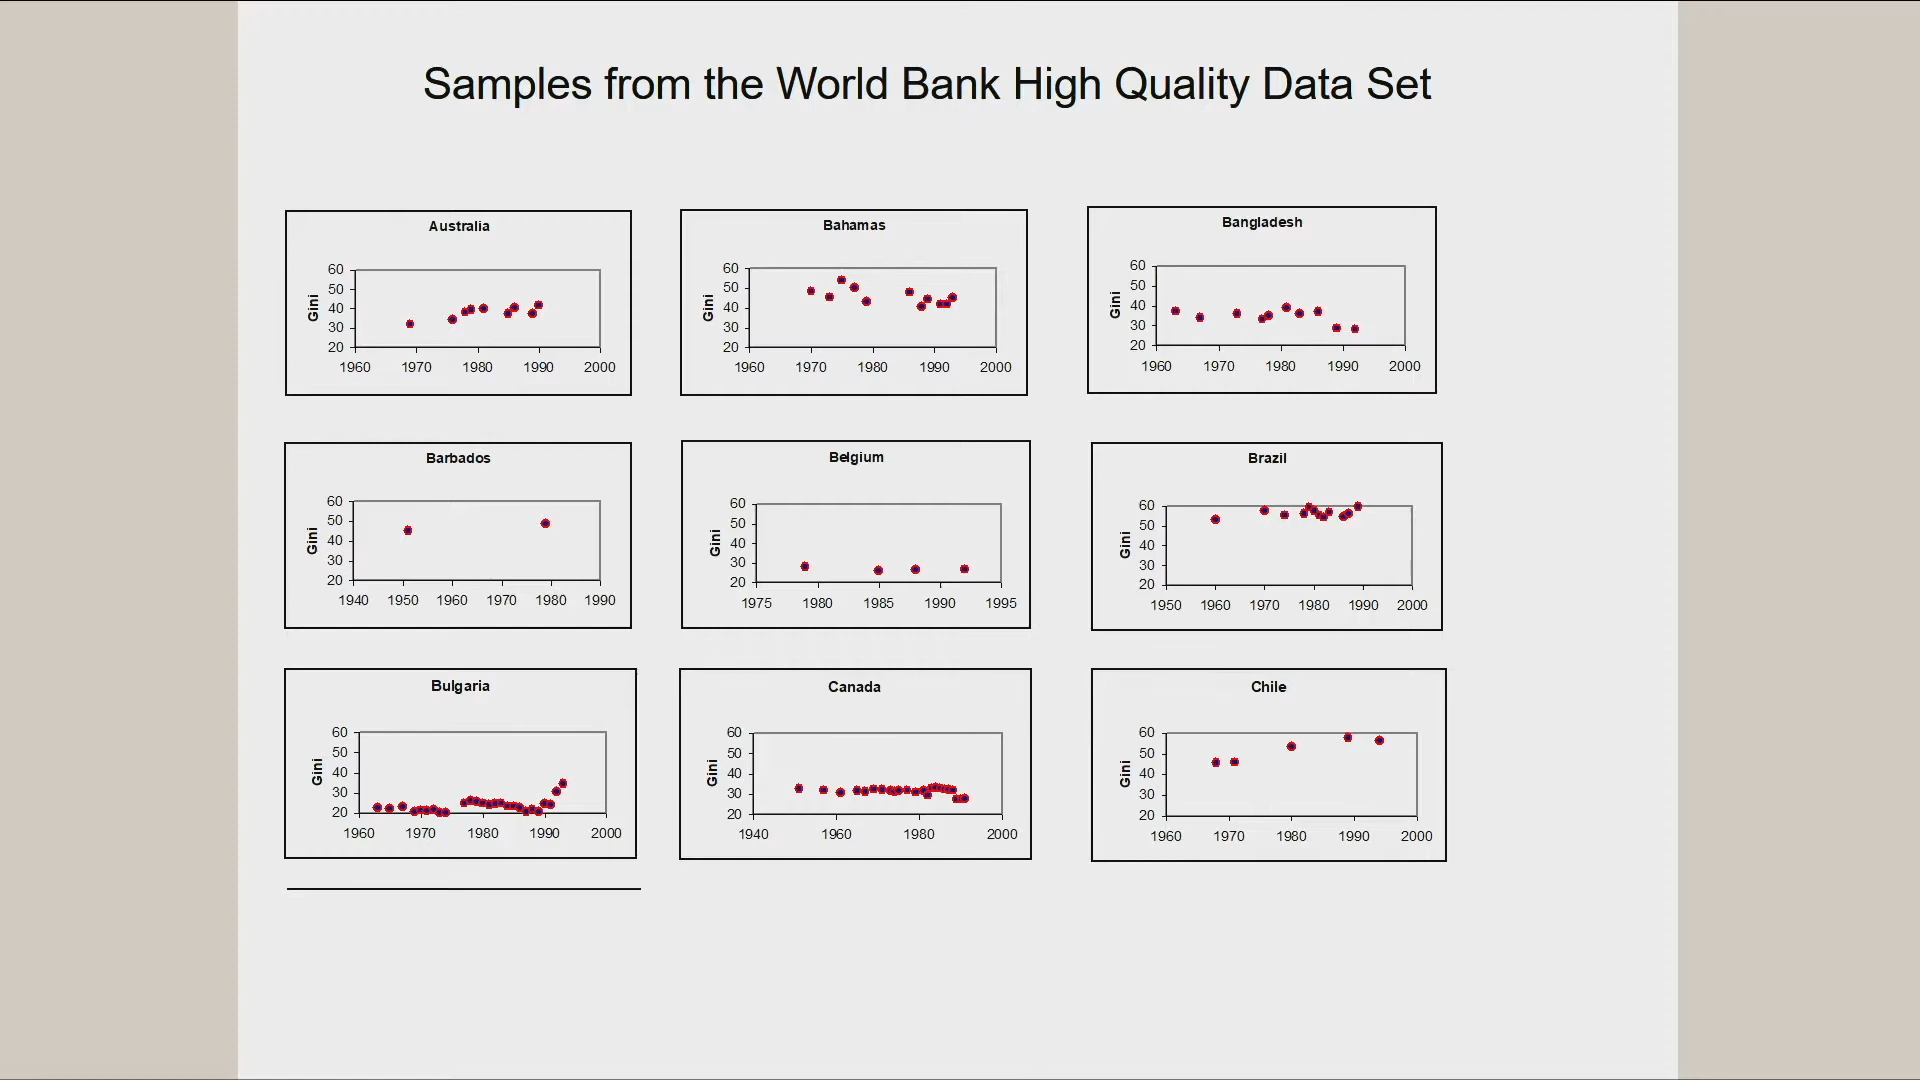 Samples from the World Bank High Quality Data Set
Australia
Gini
60
50
40
30
20
1960 1970 1980 1990 2000
Bahamas
Gini
60
50
40
30
20
1960 1970 1980 1990 2000
Bangladesh
Gini
60
50
40
30
20
1960 1970 1980 1990 2000
Barbados
Gini
60
50
40
30
20
1940 1950 1960 1970 1980 1990
Belgium
Gini
60
50
40
30
20
1975 1980 1985 1990 1995
Brazil
Gini
60
50
40
30
20
1950 1960 1970 1980 1990 2000
Bulgaria
Gini
60
50
40
30
20
1960 1970 1980 1990 2000
Canada
Gini
60
50
40
30
20
1940 1960 1980 2000
Chile
Gini
60
50
40
30
20
1960 1970 1980 1990 2000